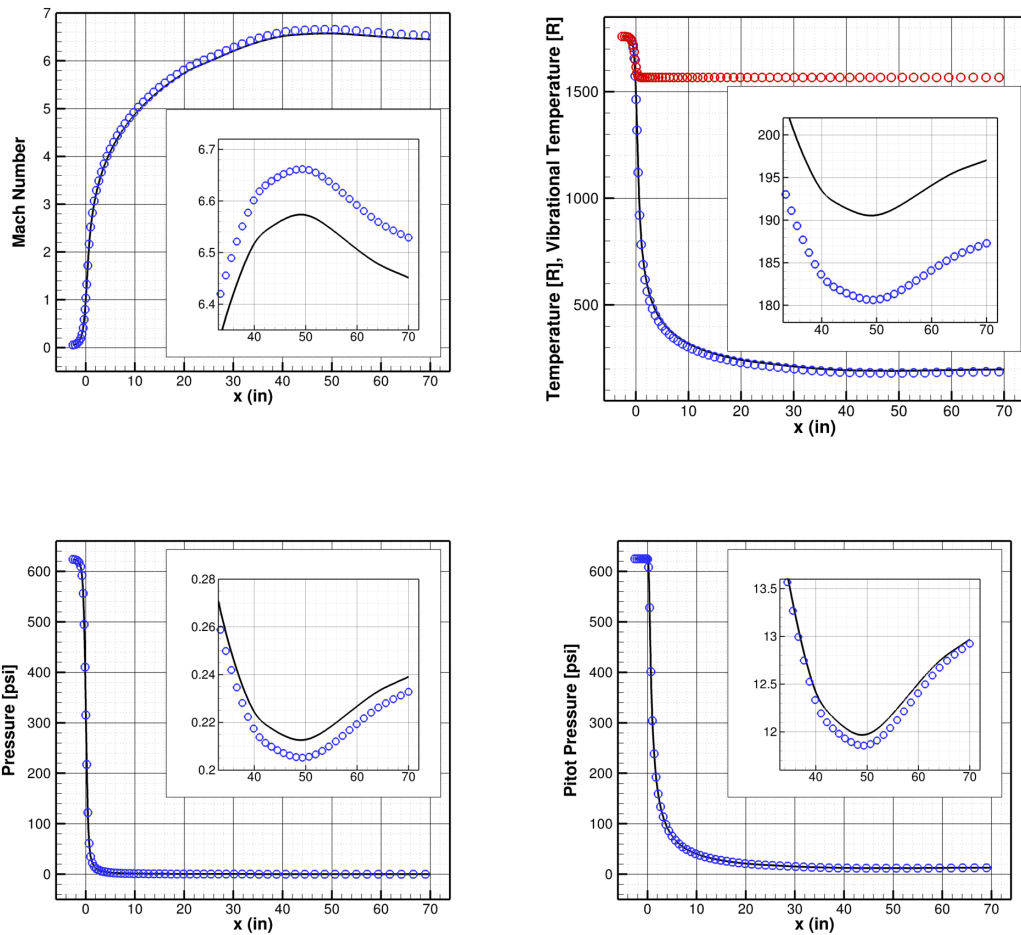 7
6
5
4
3
2
1
0
Mach Number
6.7
6.6
6.5
6.4
40 50 60 70
0 10 20 30 40 50 60 70
x (in)
1500
1000
500
Temperature [R], Vibrational Temperature [R]
200
195
190
185
180
40 50 60 70
0 10 20 30 40 50 60 70
x (in)
600
500
400
300
200
100
0
Pressure [psi]
0.28
0.26
0.24
0.22
0.2
40 50 60 70
0 10 20 30 40 50 60 70
x (in)
600
500
400
300
200
100
0
Pitot Pressure [psi]
13.5
13
12.5
12
40 50 60 70
0 10 20 30 40 50 60 70
x (in)